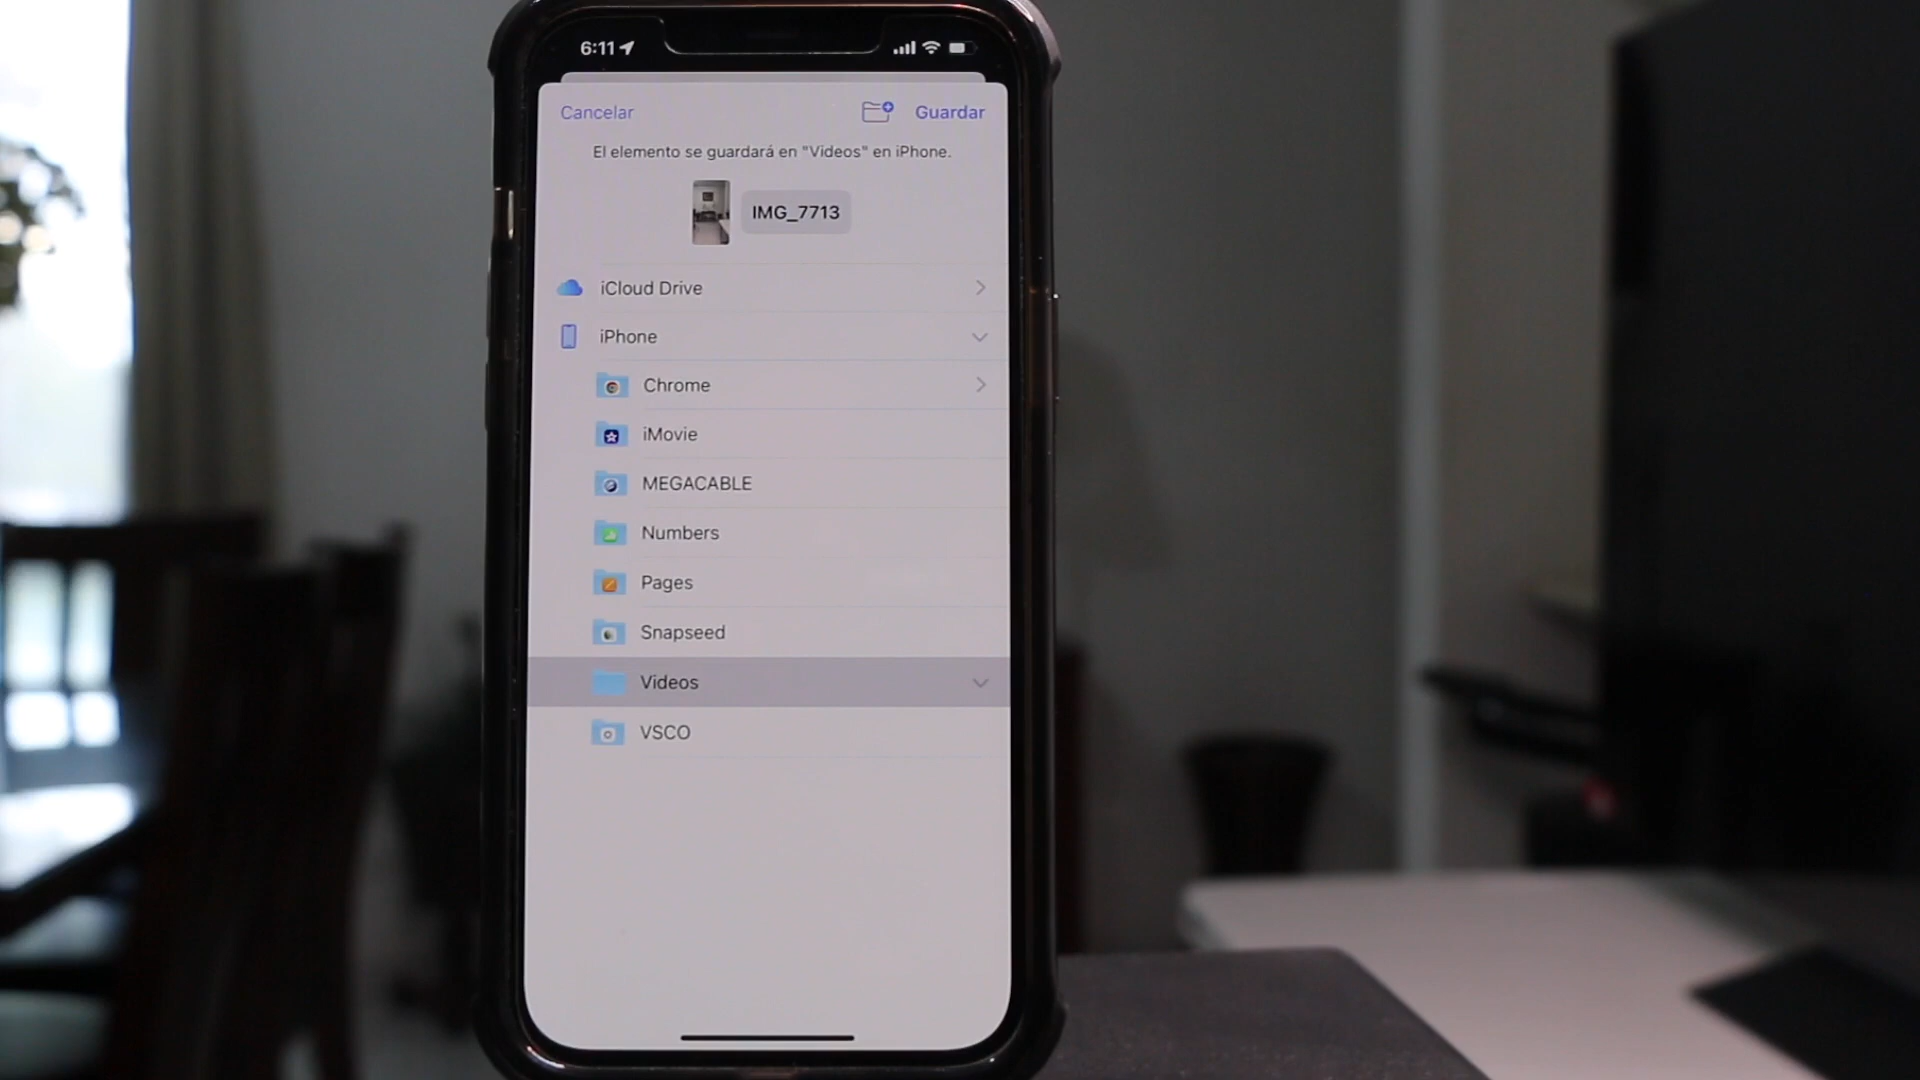 6:11
Cancelar
Guardar
El elemento se guardará en "Videos" en iPhone.
IMG_7713
iCloud Drive
iPhone
Chrome
iMovie
MEGACABLE
Numbers
Pages
Snapseed
Videos
VSCO